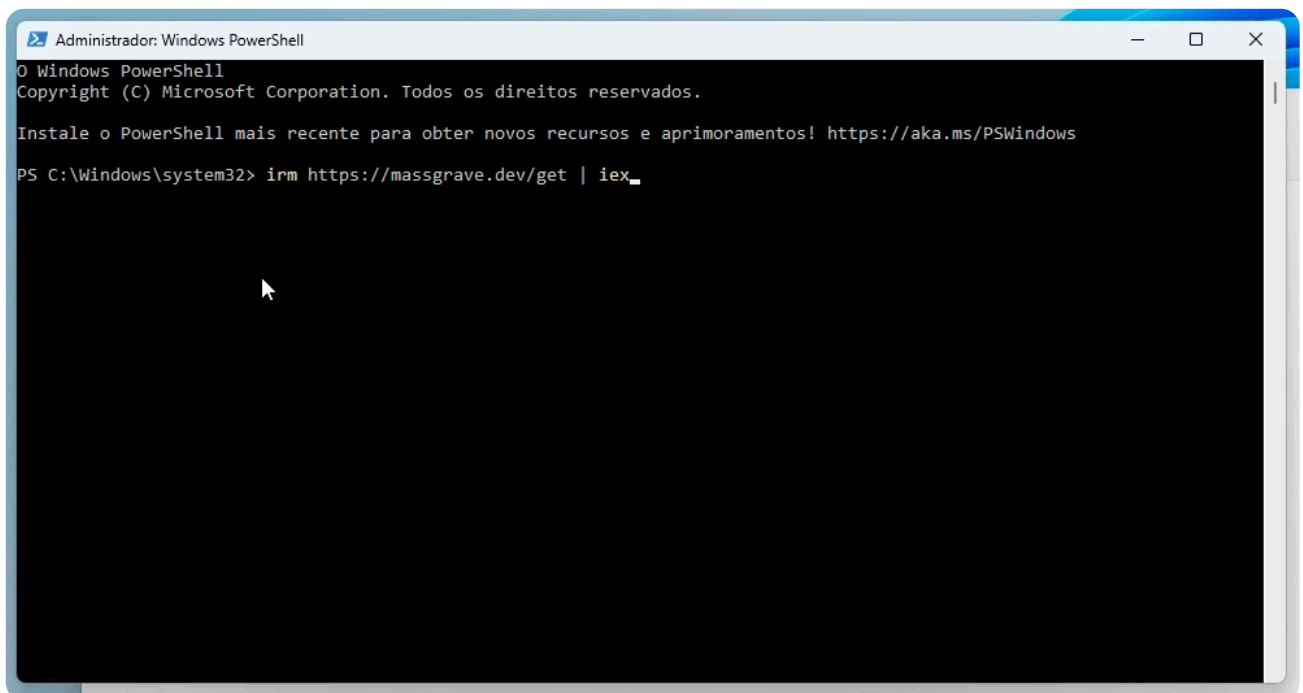 Administrador: Windows PowerShell
O Windows PowerShell
Copyright (C) Microsoft Corporation. Todos os direitos reservados.
Instale o PowerShell mais recente para obter novos recursos e aprimoramentos! https://aka.ms/PSWindows
PS C:\Windows\system32> irm https://massgrave.dev/get | iex